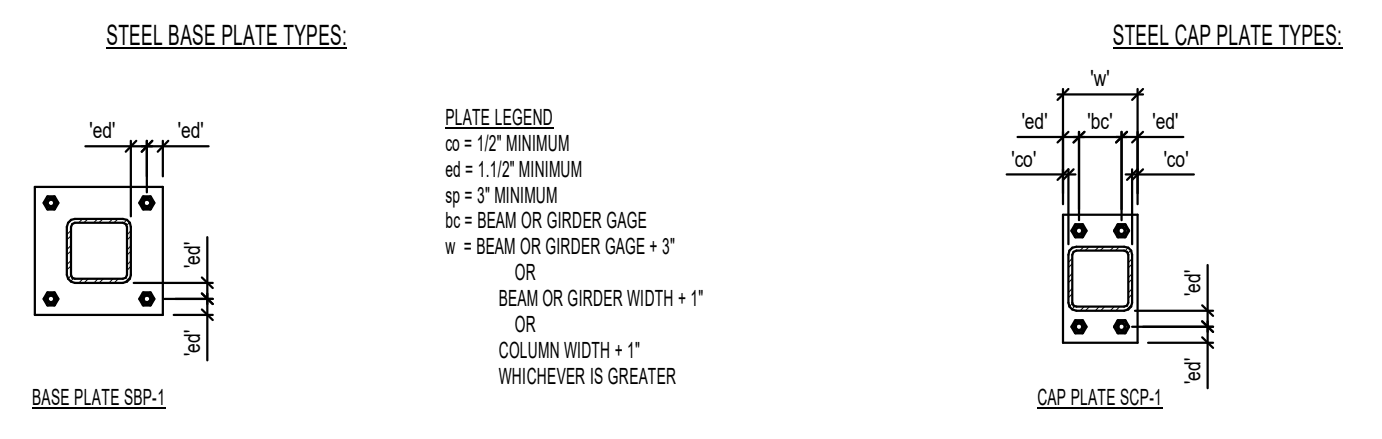 STEEL BASE PLATE TYPES:
'ed' 'ed'
'ed'
'ed'
BASE PLATE SBP-1
PLATE LEGEND
co = 1/2" MINIMUM
ed = 1.1/2" MINIMUM
sp = 3" MINIMUM
bc = BEAM OR GIRDER GAGE
w = BEAM OR GIRDER GAGE + 3"
OR
BEAM OR GIRDER WIDTH + 1"
OR
COLUMN WIDTH + 1"
WHICHEVER IS GREATER
STEEL CAP PLATE TYPES:
'w'
'ed' 'bc' 'ed'
'co' 'co'
'ed'
'ed'
CAP PLATE SCP-1